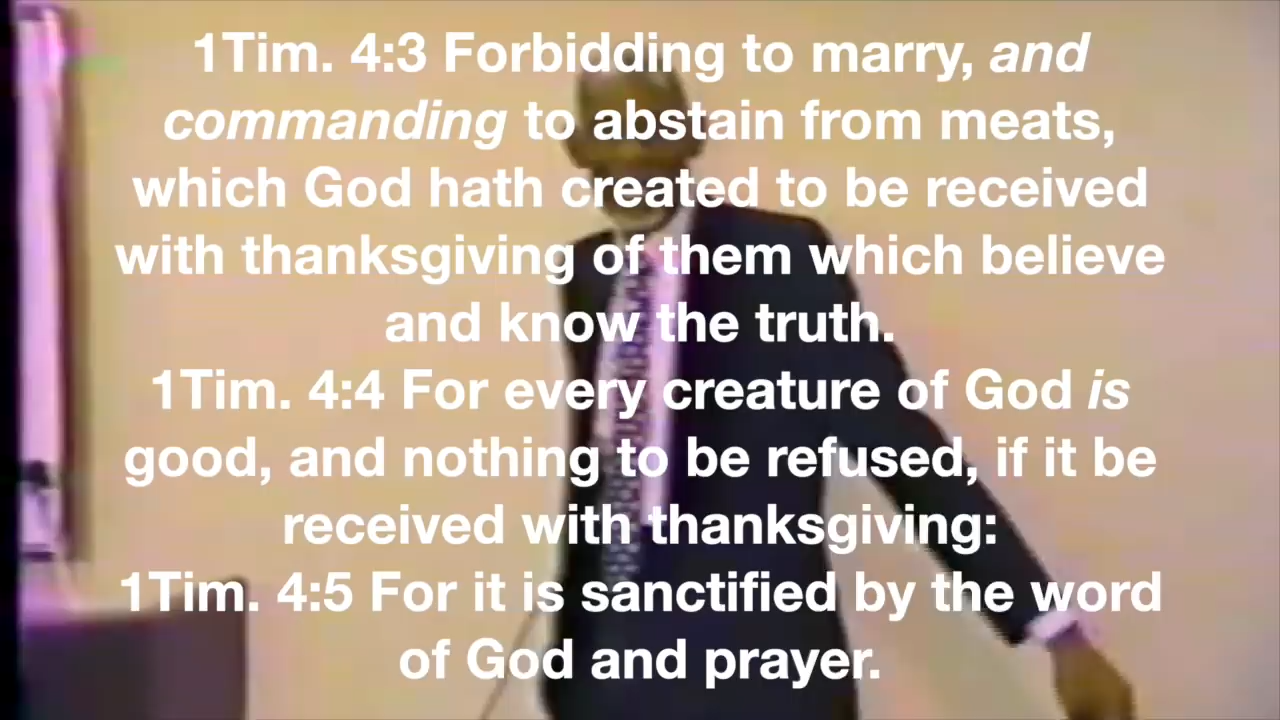 1Tim. 4:3 Forbidding to marry, and
commanding to abstain from meats,
which God hath created to be received
with thanksgiving of them which believe
and know the truth.
1Tim. 4:4 For every creature of God is
good, and nothing to be refused, if it be
received with thanksgiving:
1Tim. 4:5 For it is sanctified by the word
of God and prayer.